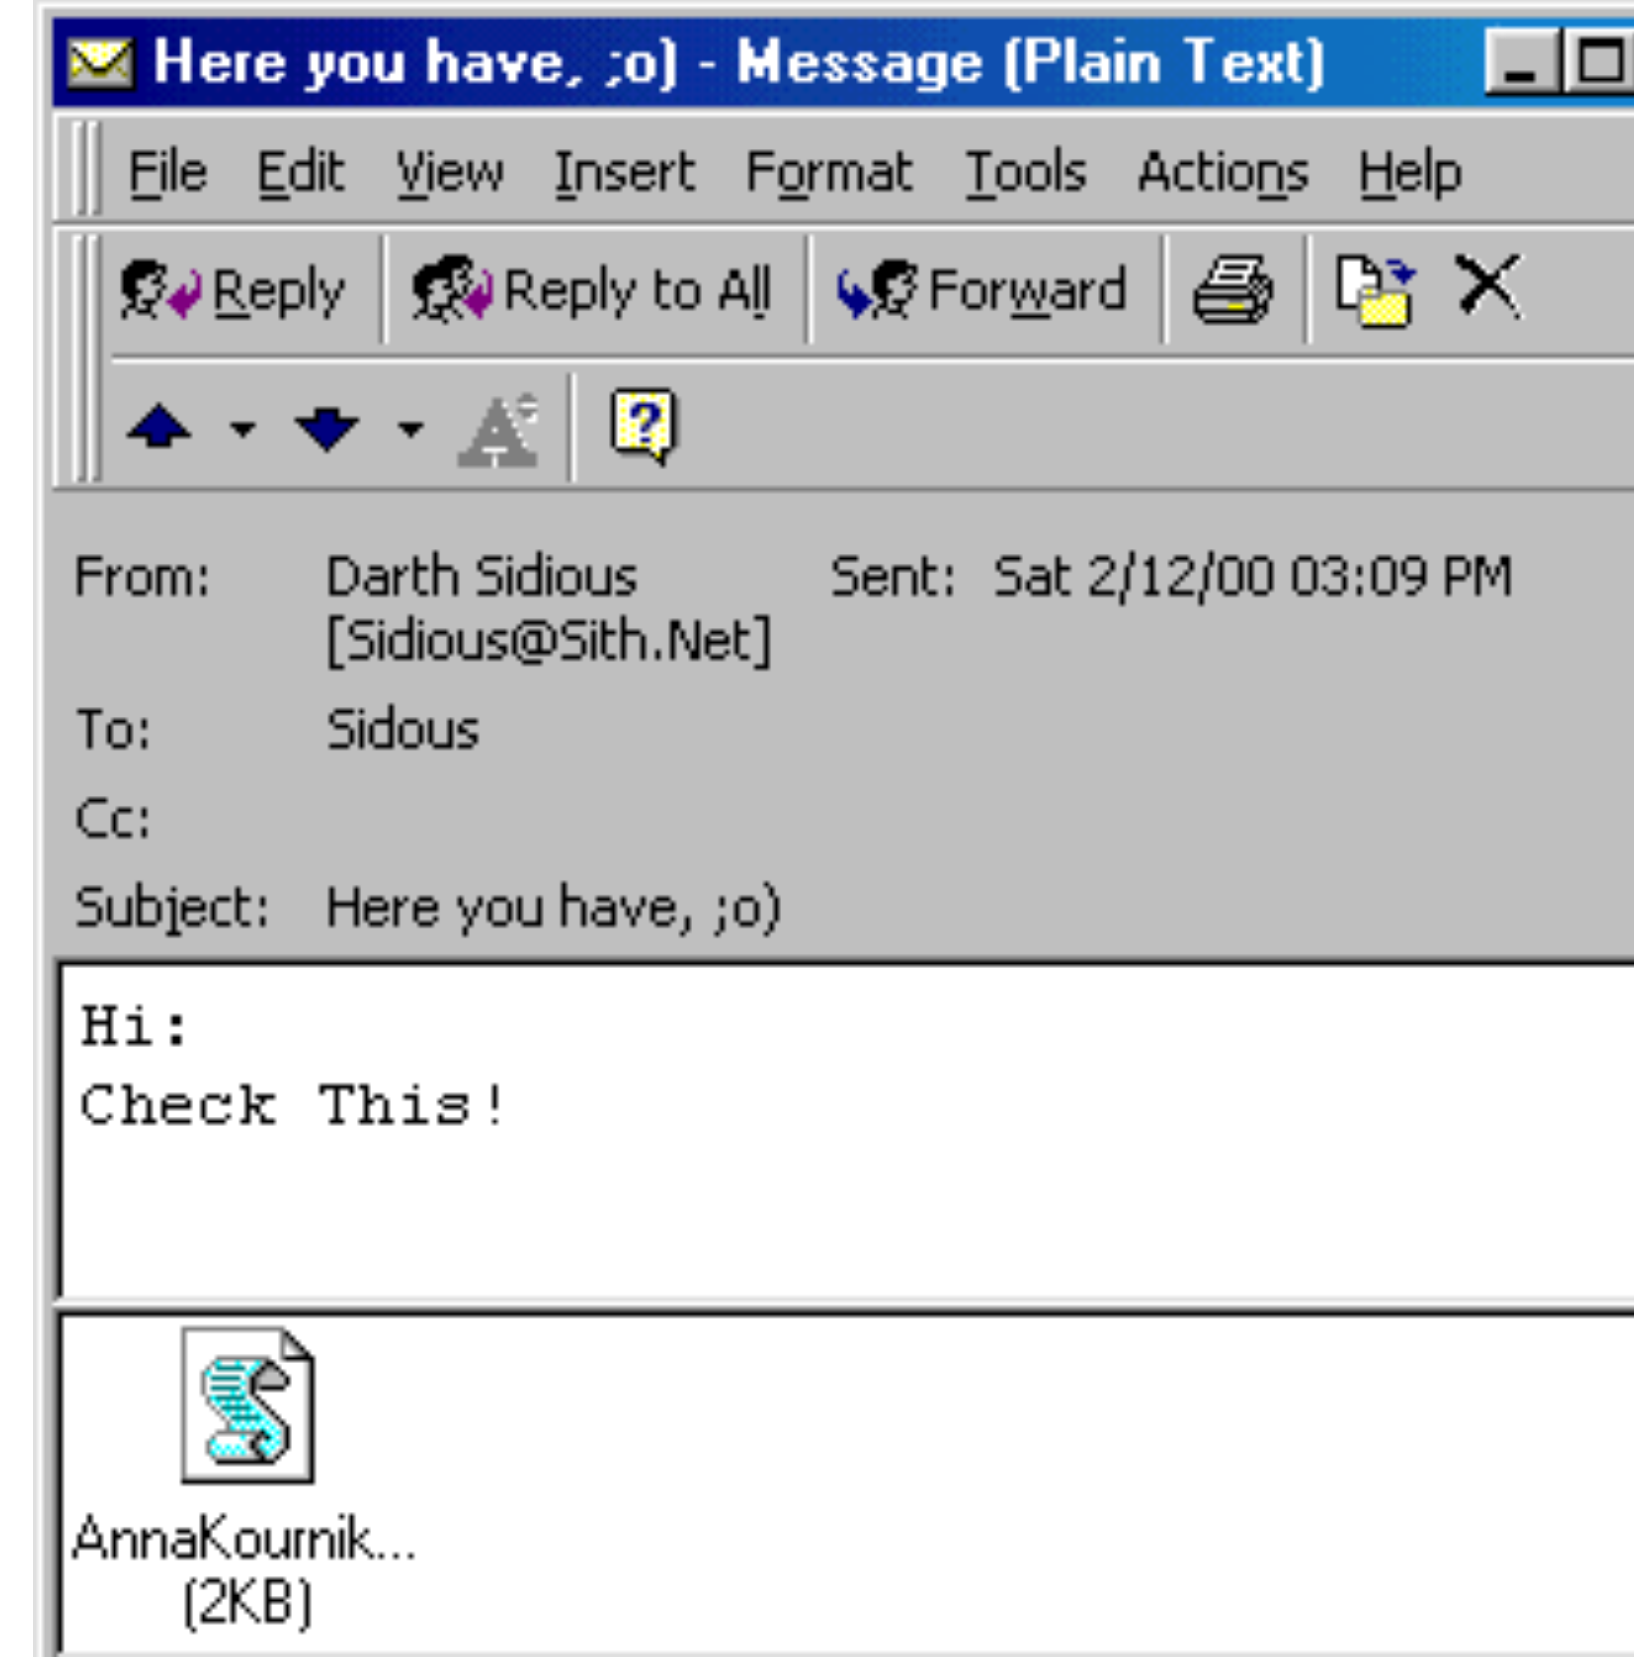 Here you have, ;o) - Message (Plain Text)
File Edit View Insert Format Tools Actions Help
Reply Reply to All Forward
From: Darth Sidious Sent: Sat 2/12/00 03:09 PM
[Sidious@Sith.Net]
To: Sidous
Cc:
Subject: Here you have, ;o)
Hi:
Check This!
AnnaKournik...
(2KB)